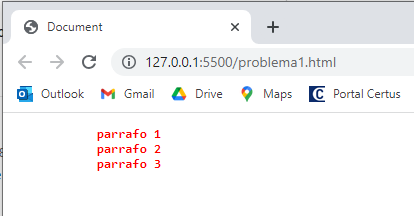 Document
127.0.0.1:5500/problema1.html
Outlook
Gmail
Drive
Maps
Portal Certus
parrafo 1
parrafo 2
parrafo 3